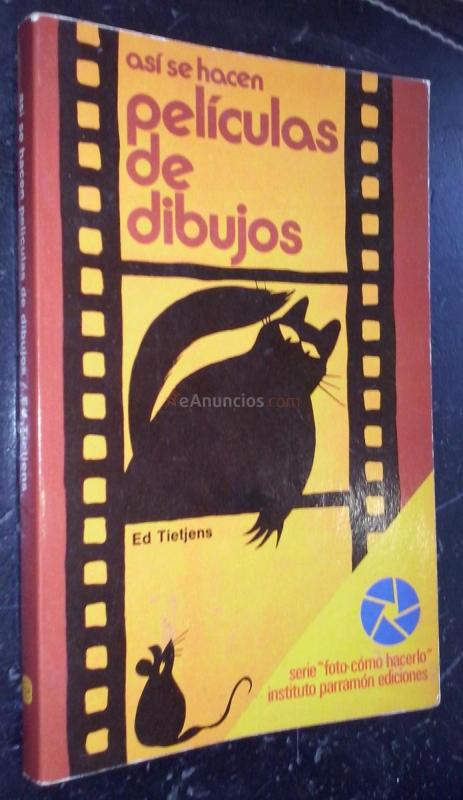 así se hacen
películas
de
dibujos
eAnuncios.com
Ed Tietjens
serie "foto-cómo hacerlo"
instituto parramón ediciones
así se hacen películas de dibujos / Ed Tietjens